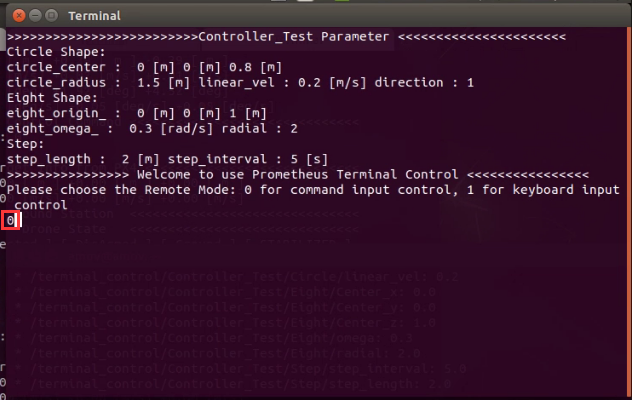 Terminal
>>>>>>>>>>>>>>>>>>>>>>>>>Controller_Test Parameter <<<<<<<<<<<<<<<<<<<<<<
Circle Shape:
circle_center :  0 [m] 0 [m] 0.8 [m]
circle_radius :  1.5 [m] linear_vel : 0.2 [m/s] direction : 1
Eight Shape:
eight_origin_ :  0 [m] 0 [m] 1 [m]
eight_omega_ :  0.3 [rad/s] radial : 2
Step:
step_length :  2 [m] step_interval : 5 [s]
>>>>>>>>>>>>>>>> Welcome to use Prometheus Terminal Control <<<<<<<<<<<<<<<<
Please choose the Remote Mode: 0 for command input control, 1 for keyboard input
 control
0
* /terminal_control/Controller_Test/Circle/linear_vel: 0.2
* /terminal_control/Controller_Test/Eight/Center_x: 0.0
* /terminal_control/Controller_Test/Eight/Center_y: 0.0
* /terminal_control/Controller_Test/Eight/Center_z: 1.0
* /terminal_control/Controller_Test/Eight/omega: 0.3
* /terminal_control/Controller_Test/Eight/radial: 2.0
* /terminal_control/Controller_Test/Step/step_interval: 5.0
* /terminal_control/Controller_Test/Step/step_length: 2.0